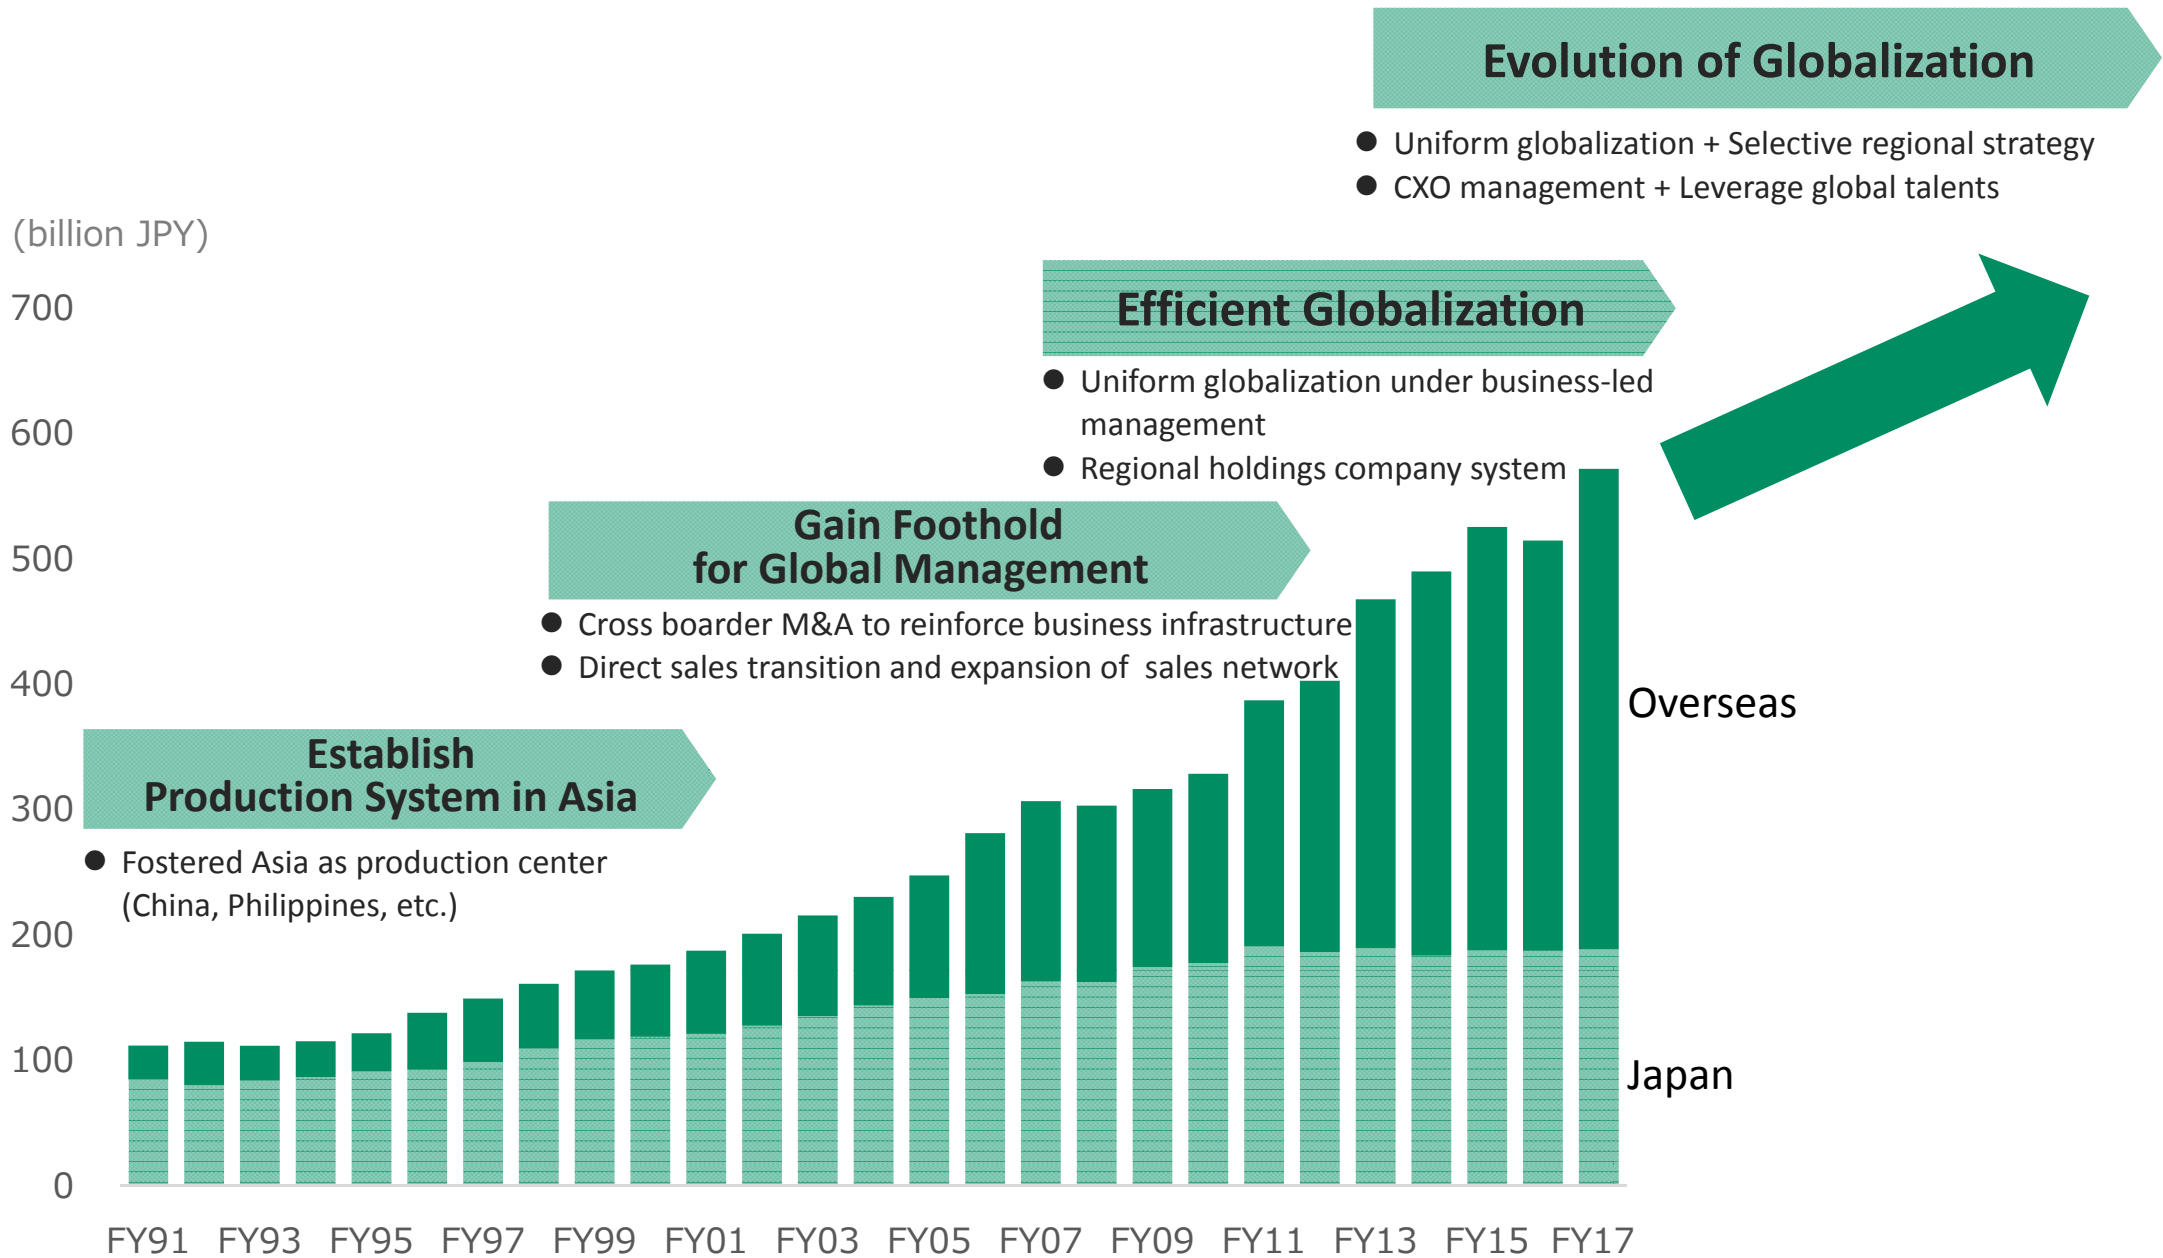 Evolution of Globalization
● Uniform globalization + Selective regional strategy
● CXO management + Leverage global talents
(billion JPY)
Efficient Globalization
● Uniform globalization under business-led
management
● Regional holdings company system
Gain Foothold
for Global Management
● Cross boarder M&A to reinforce business infrastructure
● Direct sales transition and expansion of sales network
Establish
Production System in Asia
● Fostered Asia as production center
(China, Philippines, etc.)
700
600
500
400
300
200
100
0
Overseas
Japan
FY91 FY93 FY95 FY97 FY99 FY01 FY03 FY05 FY07 FY09 FY11 FY13 FY15 FY17